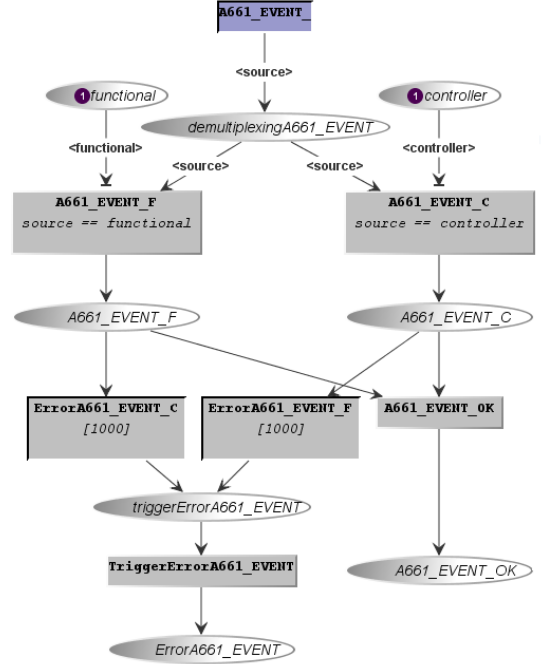 A661_EVENT_
<source>
1 functional
1 controller
demultiplexingA661_EVENT
<functional>
<controller>
<source>
<source>
A661_EVENT_F
source == functional
A661_EVENT_C
source == controller
A661_EVENT_F
A661_EVENT_C
ErrorA661_EVENT_C
[1000]
ErrorA661_EVENT_F
[1000]
A661_EVENT_OK
triggerErrorA661_EVENT
TriggerErrorA661_EVENT
A661_EVENT_OK
ErrorA661_EVENT